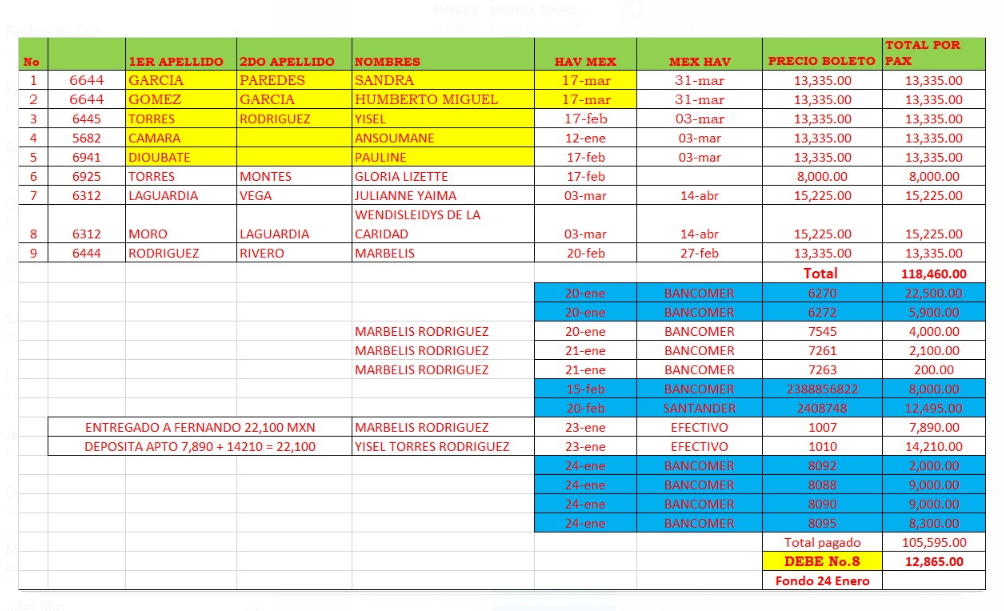 AH8813 MERELY TOURS
No 1ER APELLIDO 2DO APELLIDO NOMBRES HAV MEX MEX HAV PRECIO BOLETO TOTAL POR PAX
1 6644 GARCIA PAREDES SANDRA 17-mar 31-mar 13,335.00 13,335.00
2 6644 GOMEZ GARCIA HUMBERTO MIGUEL 17-mar 31-mar 13,335.00 13,335.00
3 6445 TORRES RODRIGUEZ YISEL 17-feb 03-mar 13,335.00 13,335.00
4 5682 CAMARA ANSOUMANE 12-ene 03-mar 13,335.00 13,335.00
5 6941 DIOUBATE PAULINE 17-feb 03-mar 13,335.00 13,335.00
6 6925 TORRES MONTES GLORIA LIZETTE 17-feb 8,000.00 8,000.00
7 6312 LAGUARDIA VEGA JULIANNE YAIMA 03-mar 14-abr 15,225.00 15,225.00
8 6312 MORO LAGUARDIA WENDISLEIDYS DE LA CARIDAD 03-mar 14-abr 15,225.00 15,225.00
9 6444 RODRIGUEZ RIVERO MARBELIS 20-feb 27-feb 13,335.00 13,335.00
Total 118,460.00
20-ene BANCOMER 6270 22,500.00
20-ene BANCOMER 6272 5,900.00
MARBELIS RODRIGUEZ 20-ene BANCOMER 7545 4,000.00
MARBELIS RODRIGUEZ 21-ene BANCOMER 7261 2,100.00
MARBELIS RODRIGUEZ 21-ene BANCOMER 7263 200.00
15-feb BANCOMER 2388856822 8,000.00
20-feb SANTANDER 2408748 12,495.00
ENTREGADO A FERNANDO 22,100 MXN MARBELIS RODRIGUEZ 23-ene EFECTIVO 1007 7,890.00
DEPOSITA APTO 7,890 + 14210 = 22,100 YISEL TORRES RODRIGUEZ 23-ene EFECTIVO 1010 14,210.00
24-ene BANCOMER 8092 2,000.00
24-ene BANCOMER 8088 9,000.00
24-ene BANCOMER 8090 9,000.00
24-ene BANCOMER 8095 8,300.00
Total pagado 105,595.00
DEBE No.8 12,865.00
Fondo 24 Enero